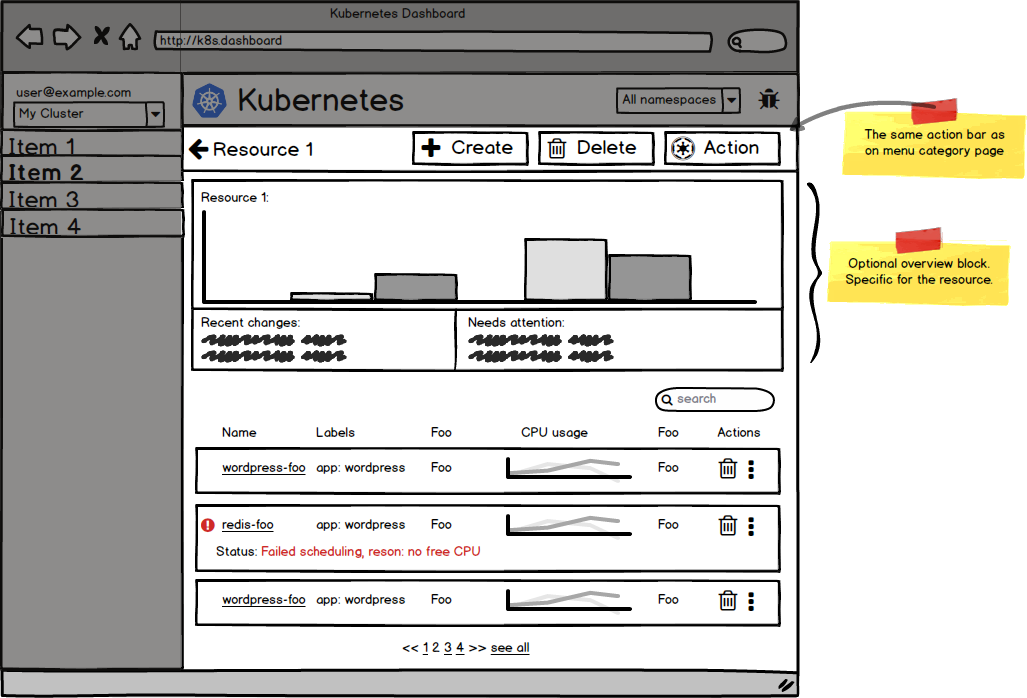 Kubernetes Dashboard
http://k8s.dashboard
user@example.com
My Cluster
Kubernetes
All namespaces
Item 1
Item 2
Item 3
Item 4
Resource 1
Create
Delete
Action
The same action bar as
on menu category page
Resource 1:
Optional overview block.
Specific for the resource.
Recent changes:
Needs attention:
search
Name Labels Foo CPU usage Foo Actions
wordpress-foo app: wordpress Foo Foo
redis-foo app: wordpress Foo Foo
Status: Failed scheduling, reson: no free CPU
wordpress-foo app: wordpress Foo Foo
<< 1 2 3 4 >> see all